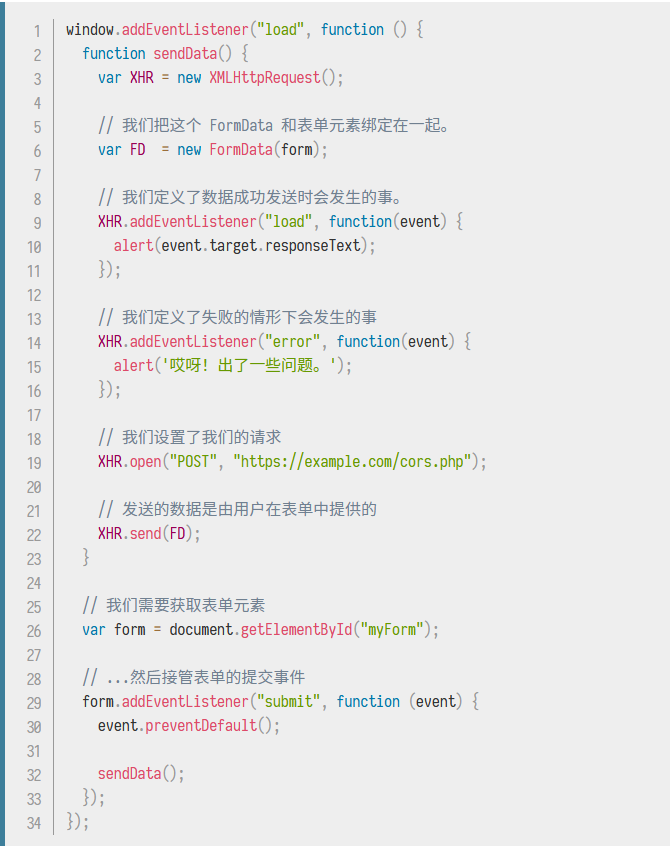 1 window.addEventListener("load", function () {
2   function sendData() {
3     var XHR = new XMLHttpRequest();
4
5     // 我们把这个 FormData 和表单元素绑定在一起。
6     var FD  = new FormData(form);
7
8     // 我们定义了数据成功发送时会发生的事。
9     XHR.addEventListener("load", function(event) {
10       alert(event.target.responseText);
11     });
12
13     // 我们定义了失败的情形下会发生的事
14     XHR.addEventListener("error", function(event) {
15       alert('哎呀！出了一些问题。');
16     });
17
18     // 我们设置了我们的请求
19     XHR.open("POST", "https://example.com/cors.php");
20
21     // 发送的数据是由用户在表单中提供的
22     XHR.send(FD);
23   }
24
25   // 我们需要获取表单元素
26   var form = document.getElementById("myForm");
27
28   // ...然后接管表单的提交事件
29   form.addEventListener("submit", function (event) {
30     event.preventDefault();
31
32     sendData();
33   });
34 });